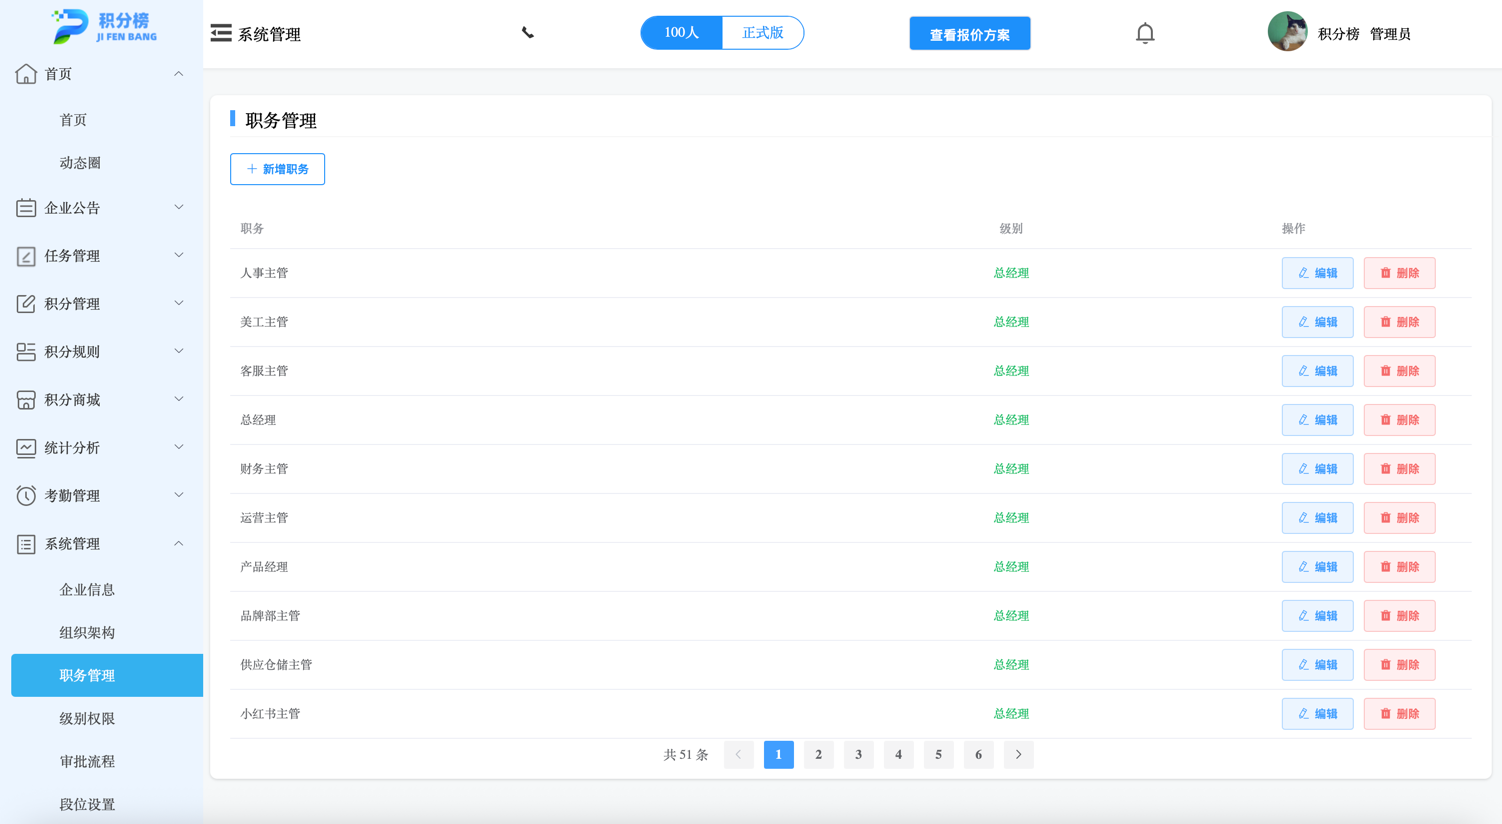 积分榜
JI FEN BANG
系统管理
100人
正式版
查看报价方案
积分榜 管理员
首页
首页
动态圈
企业公告
任务管理
积分管理
积分规则
积分商城
统计分析
考勤管理
系统管理
企业信息
组织架构
职务管理
级别权限
审批流程
段位设置
职务管理
新增职务
职务 级别 操作
人事主管 总经理 编辑 删除
美工主管 总经理 编辑 删除
客服主管 总经理 编辑 删除
总经理 总经理 编辑 删除
财务主管 总经理 编辑 删除
运营主管 总经理 编辑 删除
产品经理 总经理 编辑 删除
品牌部主管 总经理 编辑 删除
供应仓储主管 总经理 编辑 删除
小红书主管 总经理 编辑 删除
共 51 条 1 2 3 4 5 6